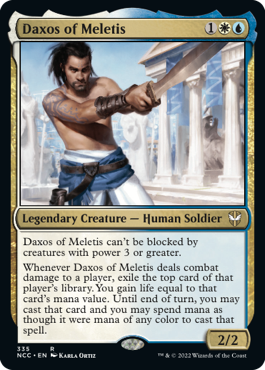 Daxos of Meletis 1
Legendary Creature — Human Soldier
Daxos of Meletis can't be blocked by
creatures with power 3 or greater.
Whenever Daxos of Meletis deals combat
damage to a player, exile the top card of that
player's library. You gain life equal to that
card's mana value. Until end of turn, you may
cast that card and you may spend mana as
though it were mana of any color to cast that
spell.
2/2
335 R
NCC • EN Karla Ortiz ™ & © 2022 Wizards of the Coast